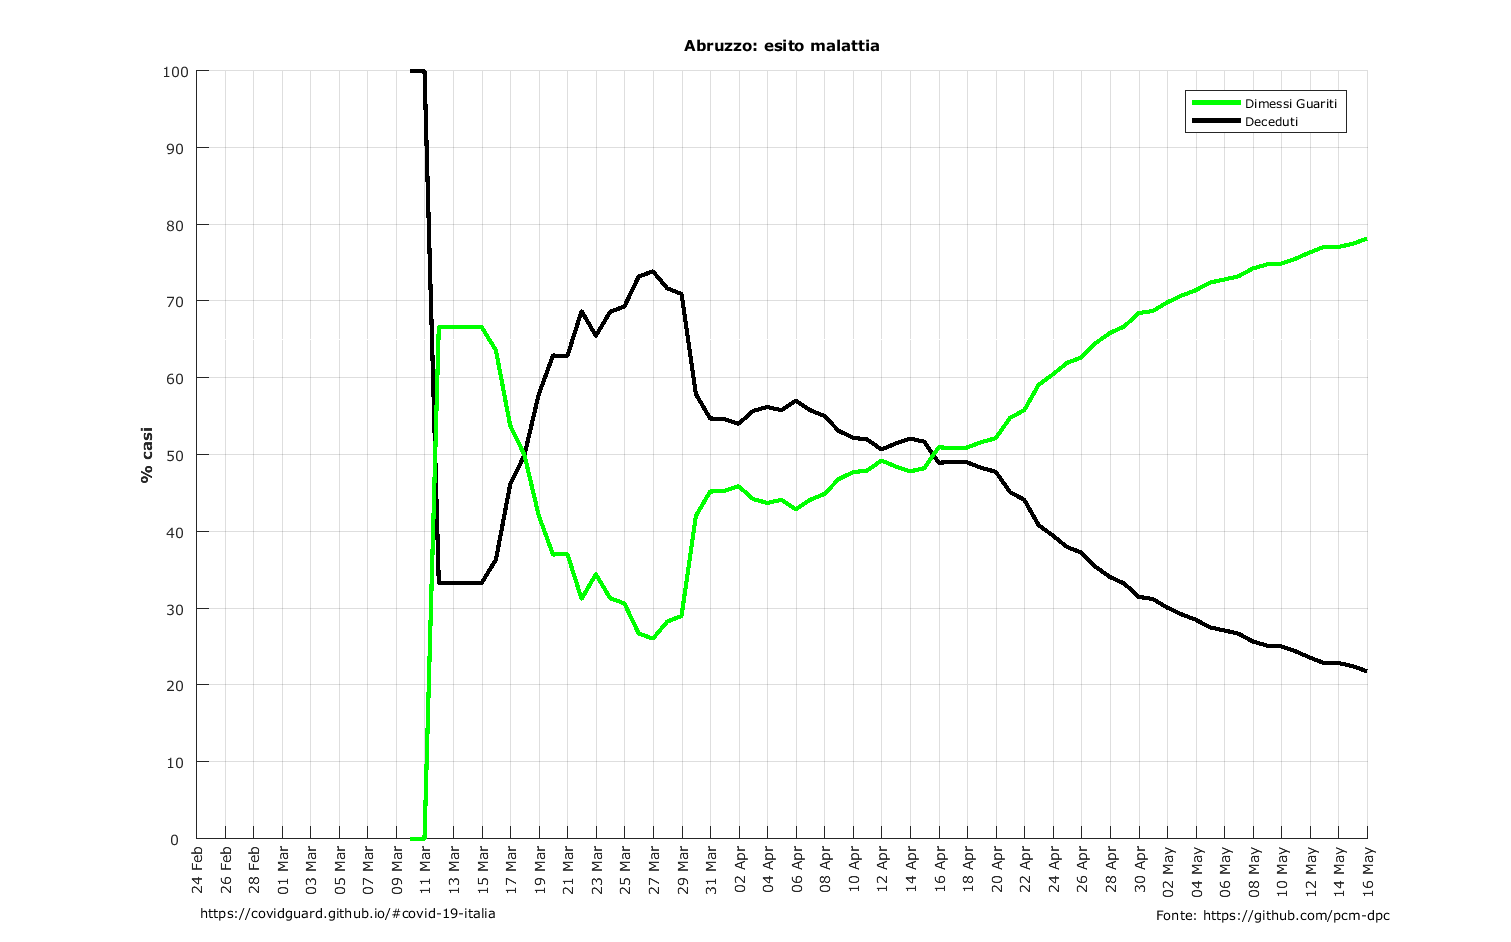 Abruzzo: esito malattia
Dimessi Guariti
Deceduti
% casi
100
90
80
70
60
50
40
30
20
10
0
24 Feb
26 Feb
28 Feb
01 Mar
03 Mar
05 Mar
07 Mar
09 Mar
11 Mar
13 Mar
15 Mar
17 Mar
19 Mar
21 Mar
23 Mar
25 Mar
27 Mar
29 Mar
31 Mar
02 Apr
04 Apr
06 Apr
08 Apr
10 Apr
12 Apr
14 Apr
16 Apr
18 Apr
20 Apr
22 Apr
24 Apr
26 Apr
28 Apr
30 Apr
02 May
04 May
06 May
08 May
10 May
12 May
14 May
16 May
https://covidguard.github.io/#covid-19-italia
Fonte: https://github.com/pcm-dpc